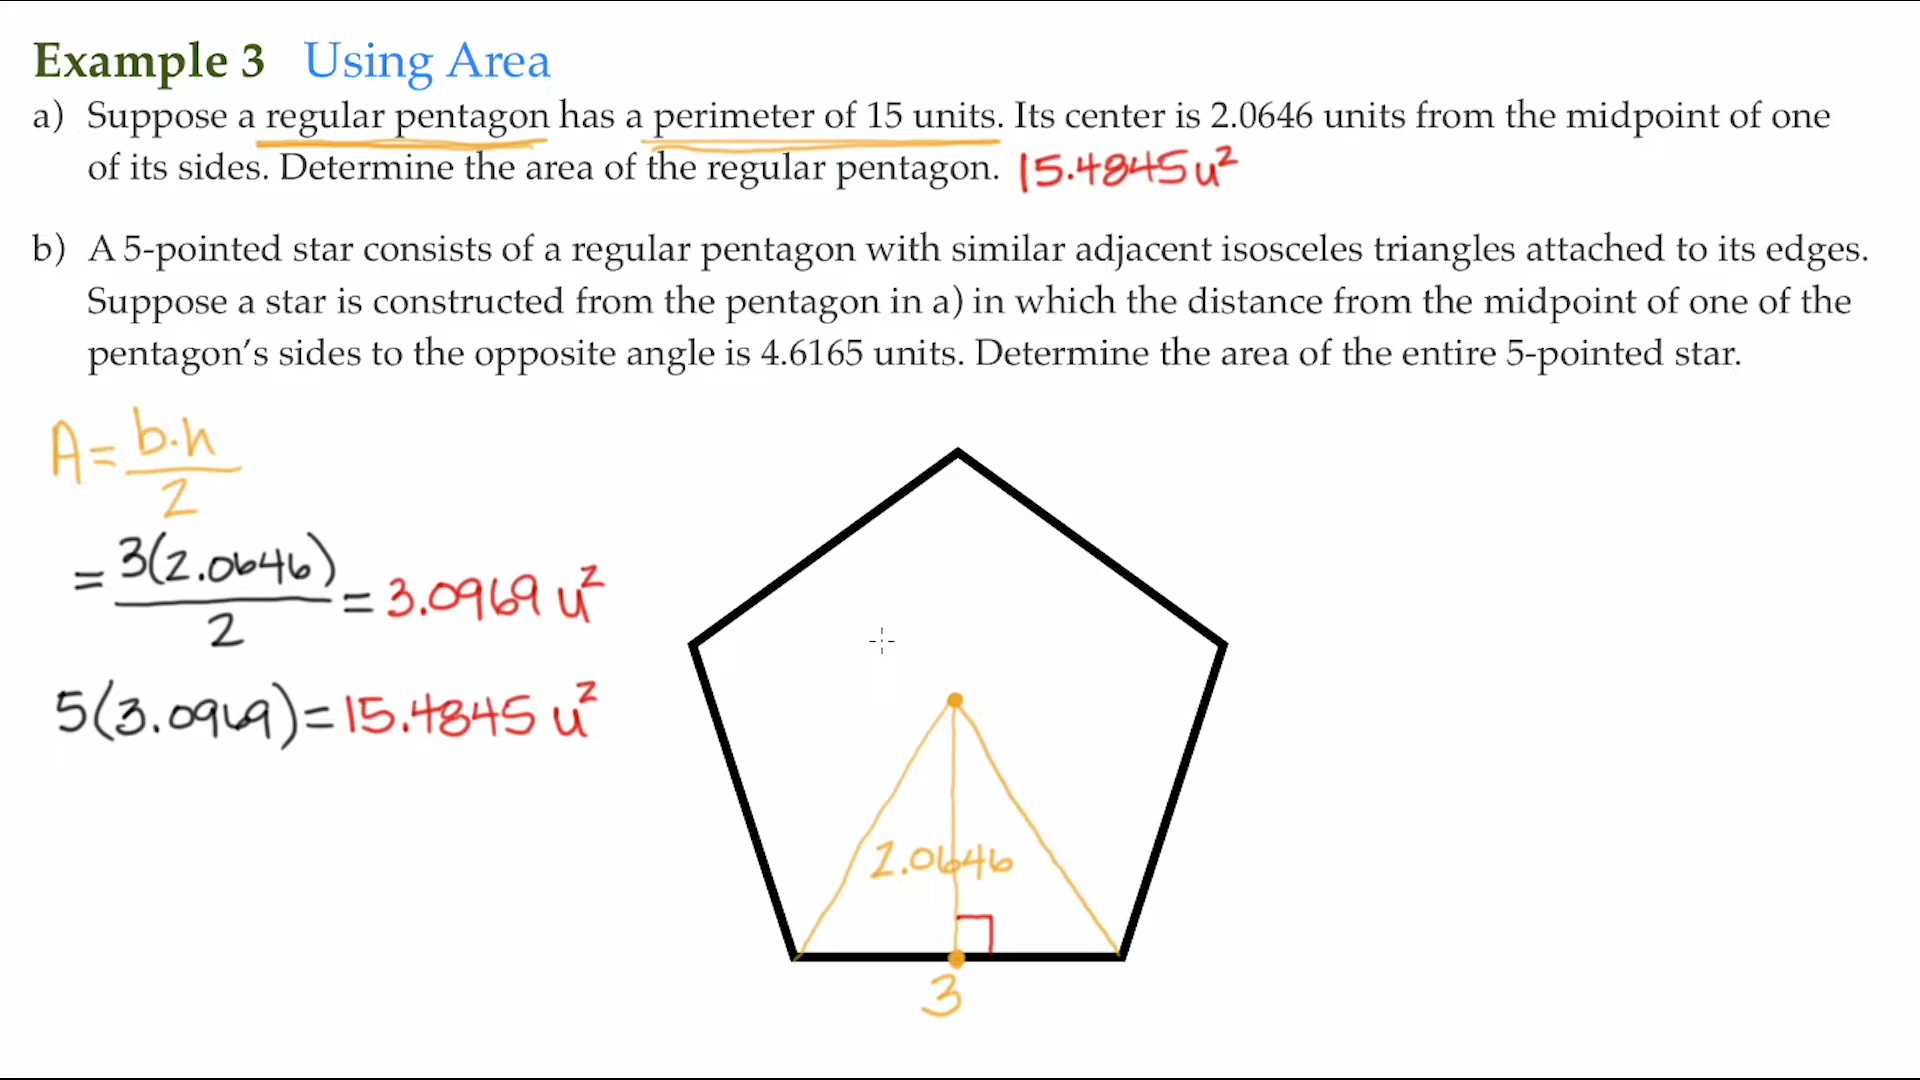 Example 3 Using Area
a) Suppose a regular pentagon has a perimeter of 15 units. Its center is 2.0646 units from the midpoint of one
of its sides. Determine the area of the regular pentagon. 15.4845 u²
b) A 5-pointed star consists of a regular pentagon with similar adjacent isosceles triangles attached to its edges.
Suppose a star is constructed from the pentagon in a) in which the distance from the midpoint of one of the
pentagon's sides to the opposite angle is 4.6165 units. Determine the area of the entire 5-pointed star.
A = b·h
2
= 3(2.0646)
2
= 3.0969 u²
5(3.0969) = 15.4845 u²
2.0646
3